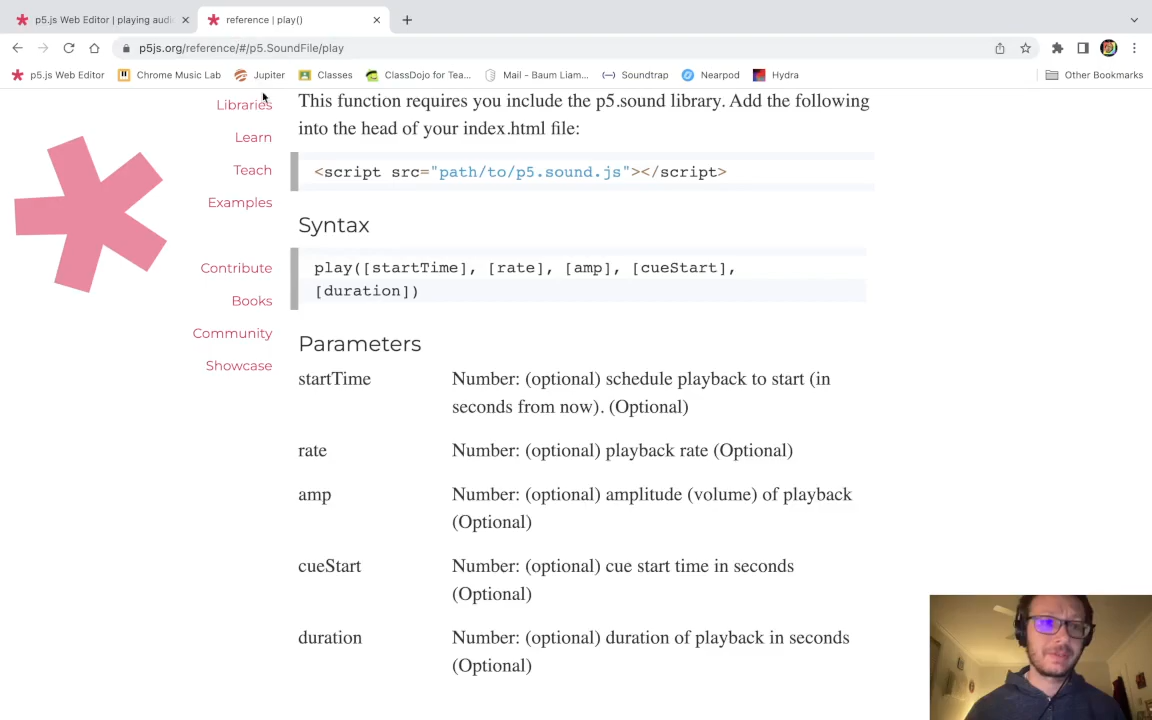 p5.js Web Editor | playing audi
reference | play()
p5js.org/reference/#/p5.SoundFile/play
p5.js Web Editor
Chrome Music Lab
Jupiter
Classes
ClassDojo for Tea...
Mail - Baum Liam...
Soundtrap
Nearpod
Hydra
Other Bookmarks
Libraries
Learn
Teach
Examples
Contribute
Books
Community
Showcase
This function requires you include the p5.sound library. Add the following
into the head of your index.html file:
<script src="path/to/p5.sound.js"></script>
Syntax
play([startTime], [rate], [amp], [cueStart],
[duration])
Parameters
startTime Number: (optional) schedule playback to start (in
seconds from now). (Optional)
rate Number: (optional) playback rate (Optional)
amp Number: (optional) amplitude (volume) of playback
(Optional)
cueStart Number: (optional) cue start time in seconds
(Optional)
duration Number: (optional) duration of playback in seconds
(Optional)